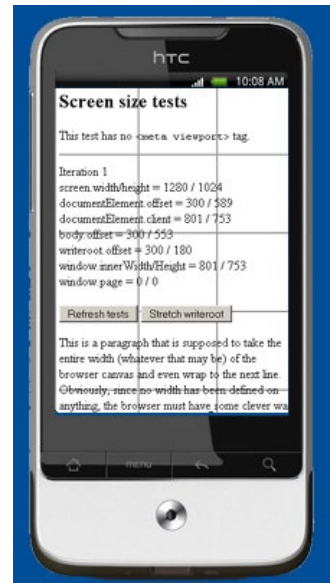 hTC
10:08 AM
Screen size tests
This test has no <meta viewport> tag.
Iteration 1
screen.width/height = 1280 / 1024
documentElement.offset = 300 / 589
documentElement.client = 801 / 753
body.offset = 300 / 553
writeroot.offset = 300 / 180
window.innerWidth/Height = 801 / 753
window.page = 0 / 0
Refresh tests Stretch writeroot
This is a paragraph that is supposed to take the
entire width (whatever that may be) of the
browser canvas and even wrap to the next line.
Obviously, since no width has been defined on
anything, the browser must have some clever wa
menu